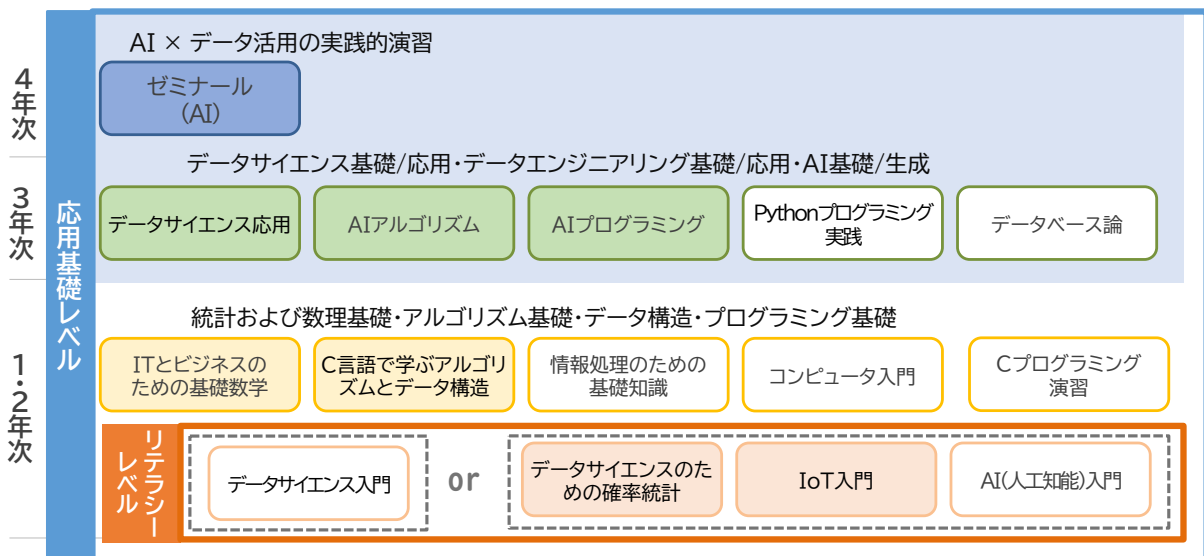 AI × データ活用の実践的演習
4年次
ゼミナール
(AI)
データサイエンス基礎/応用・データエンジニアリング基礎/応用・AI基礎/生成
3年次
応用基礎レベル
データサイエンス応用
AIアルゴリズム
AIプログラミング
Pythonプログラミング
実践
データベース論
統計および数理基礎・アルゴリズム基礎・データ構造・プログラミング基礎
1・2年次
ITとビジネスの
ための基礎数学
C言語で学ぶアルゴリ
ズムとデータ構造
情報処理のための
基礎知識
コンピュータ入門
Cプログラミング
演習
リテラシー
レベル
データサイエンス入門
or
データサイエンスのた
めの確率統計
IoT入門
AI(人工知能)入門